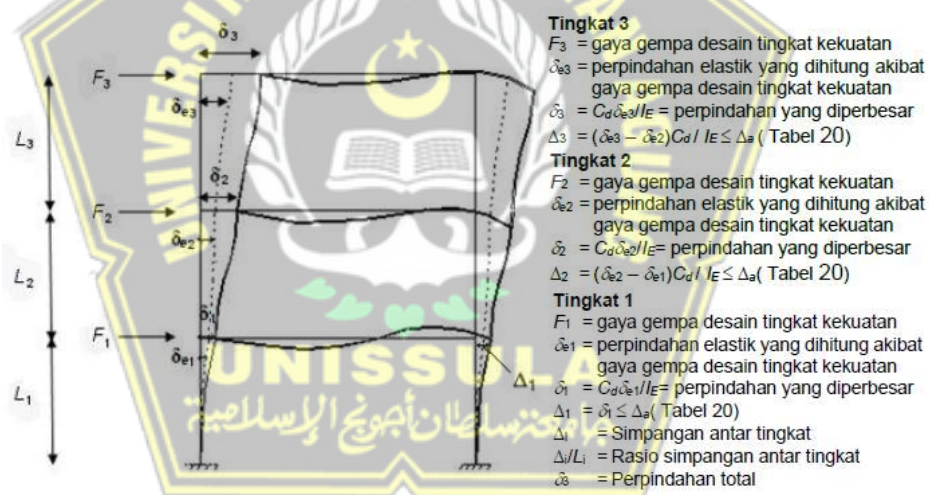 Tingkat 3
F3 = gaya gempa desain tingkat kekuatan
δe3 = perpindahan elastik yang dihitung akibat
gaya gempa desain tingkat kekuatan
δ3 = Cdδe3/IE = perpindahan yang diperbesar
Δ3 = (δe3 – δe2)Cd / IE ≤ Δa ( Tabel 20)
Tingkat 2
F2 = gaya gempa desain tingkat kekuatan
δe2 = perpindahan elastik yang dihitung akibat
gaya gempa desain tingkat kekuatan
δ2 = Cdδe2/IE= perpindahan yang diperbesar
Δ2 = (δe2 – δe1)Cd / IE ≤ Δa( Tabel 20)
Tingkat 1
F1 = gaya gempa desain tingkat kekuatan
δe1 = perpindahan elastik yang dihitung akibat
gaya gempa desain tingkat kekuatan
δ1 = Cdδe1/IE= perpindahan yang diperbesar
Δ1 = δ1 ≤ Δa( Tabel 20)
Δi = Simpangan antar tingkat
Δi/Li = Rasio simpangan antar tingkat
δ3 = Perpindahan total
δ3
F3
δe3
L3
δ2
F2
δe2
L2
δ1
F1
δe1
Δ1
L1
UNISSULA
جامعتسلطان أجونج الإسلامية